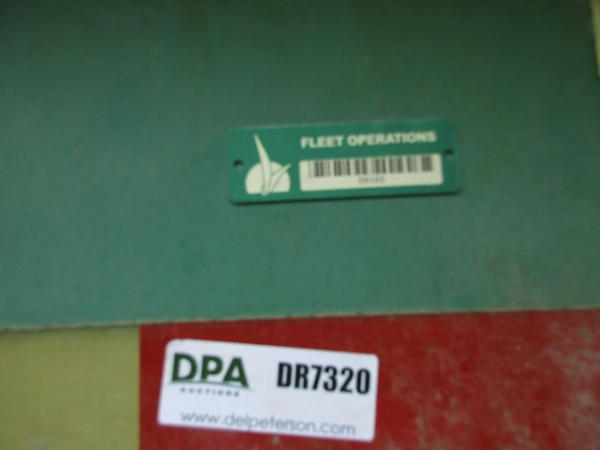 FLEET OPERATIONS
DPA
AUCTIONS
DR7320
www.delpeterson.com